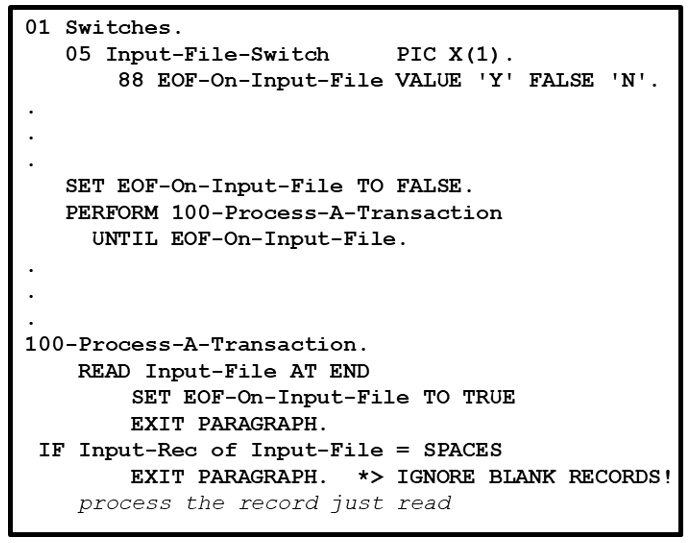 01 Switches.
05 Input-File-Switch PIC X(1).
88 EOF-On-Input-File VALUE 'Y' FALSE 'N'.
.
.
.
SET EOF-On-Input-File TO FALSE.
PERFORM 100-Process-A-Transaction
UNTIL EOF-On-Input-File.
.
.
.
100-Process-A-Transaction.
READ Input-File AT END
SET EOF-On-Input-File TO TRUE
EXIT PARAGRAPH.
IF Input-Rec of Input-File = SPACES
EXIT PARAGRAPH. *> IGNORE BLANK RECORDS!
process the record just read